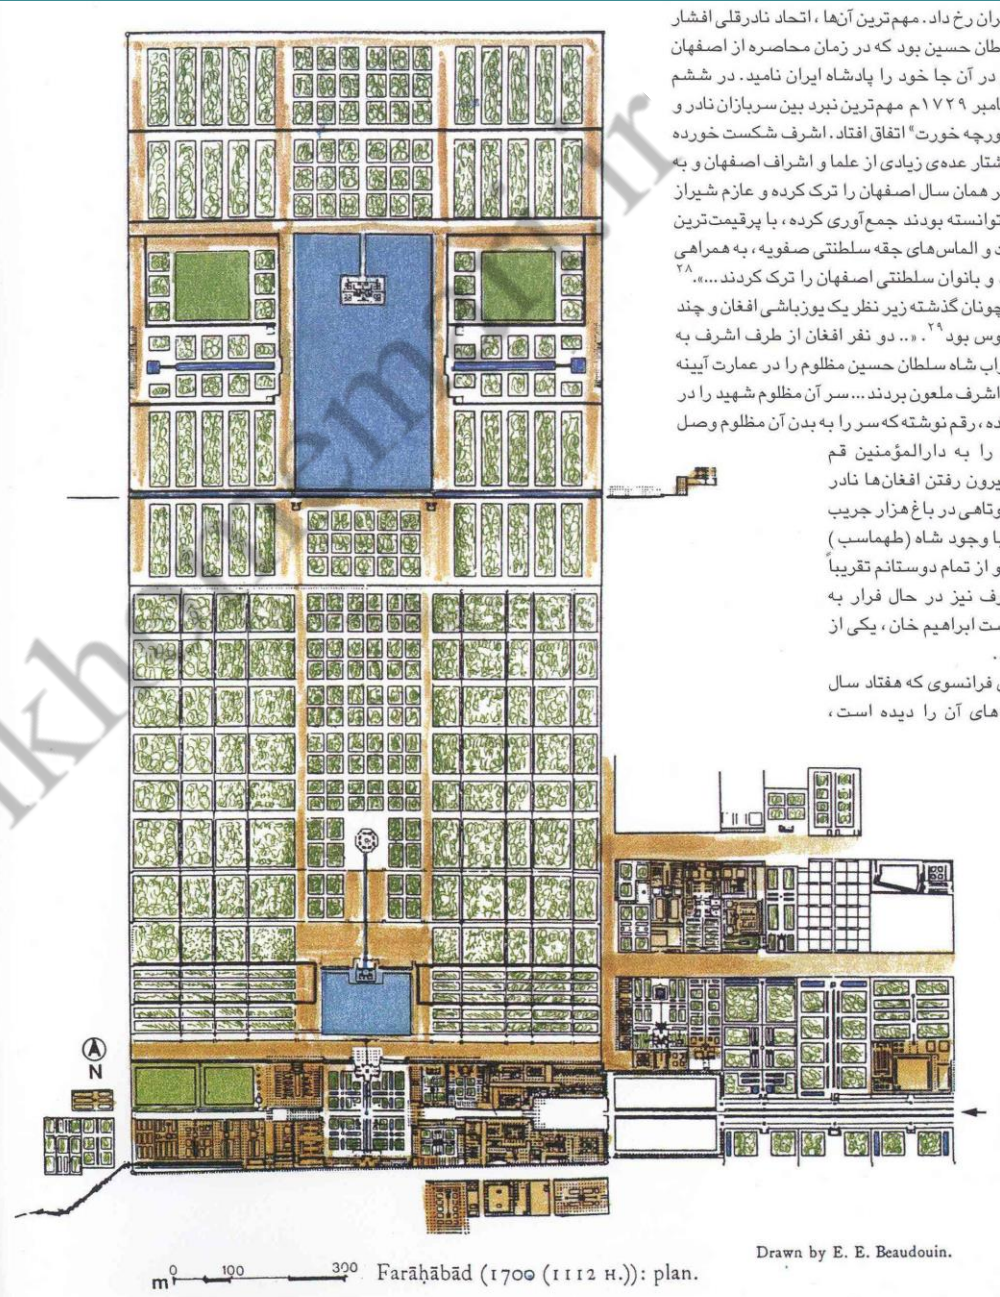 ران رخ داد. مهم‌ترین آن‌ها، اتحاد نادرقلی افشار
طان حسین بود که در زمان محاصره از اصفهان
در آن جا خود را پادشاه ایران نامید. در ششم
امبر ۱۷۲۹م مهم‌ترین نبرد بین سربازان نادر و
ورچه خورت" اتفاق افتاد. اشرف شکست خورده
شتار عده‌ی زیادی از علما و اشراف اصفهان و به
ر همان سال اصفهان را ترک کرده و عازم شیراز
توانسته بودند جمع‌آوری کرده، با پرقیمت‌ترین
د و الماس‌های جقه سلطنتی صفویه، به همراهی
و بانوان سلطنتی اصفهان را ترک کردند ...».۲۸
چونان گذشته زیر نظر یک یوزباشی افغان و چند
وس بود۲۹. «.. دو نفر افغان از طرف اشرف به
راب شاه سلطان حسین مظلوم را در عمارت آیینه
اشرف ملعون بردند ... سر آن مظلوم شهید را در
ده، رقم نوشته که سر را به بدن آن مظلوم وصل
را به دارالمؤمنین قم
یرون رفتن افغان‌ها نادر
وتاهی در باغ هزار جریب
با وجود شاه (طهماسب)
و از تمام دوستانم تقریباً
رف نیز در حال فرار به
ست ابراهیم خان، یکی از
.
ی فرانسوی که هفتاد سال
های آن را دیده است،
ikhaneman.ir
N
Drawn by E. E. Beaudouin.
m 0 100 300
Farāḥābād (1700 (1112 H.)): plan.